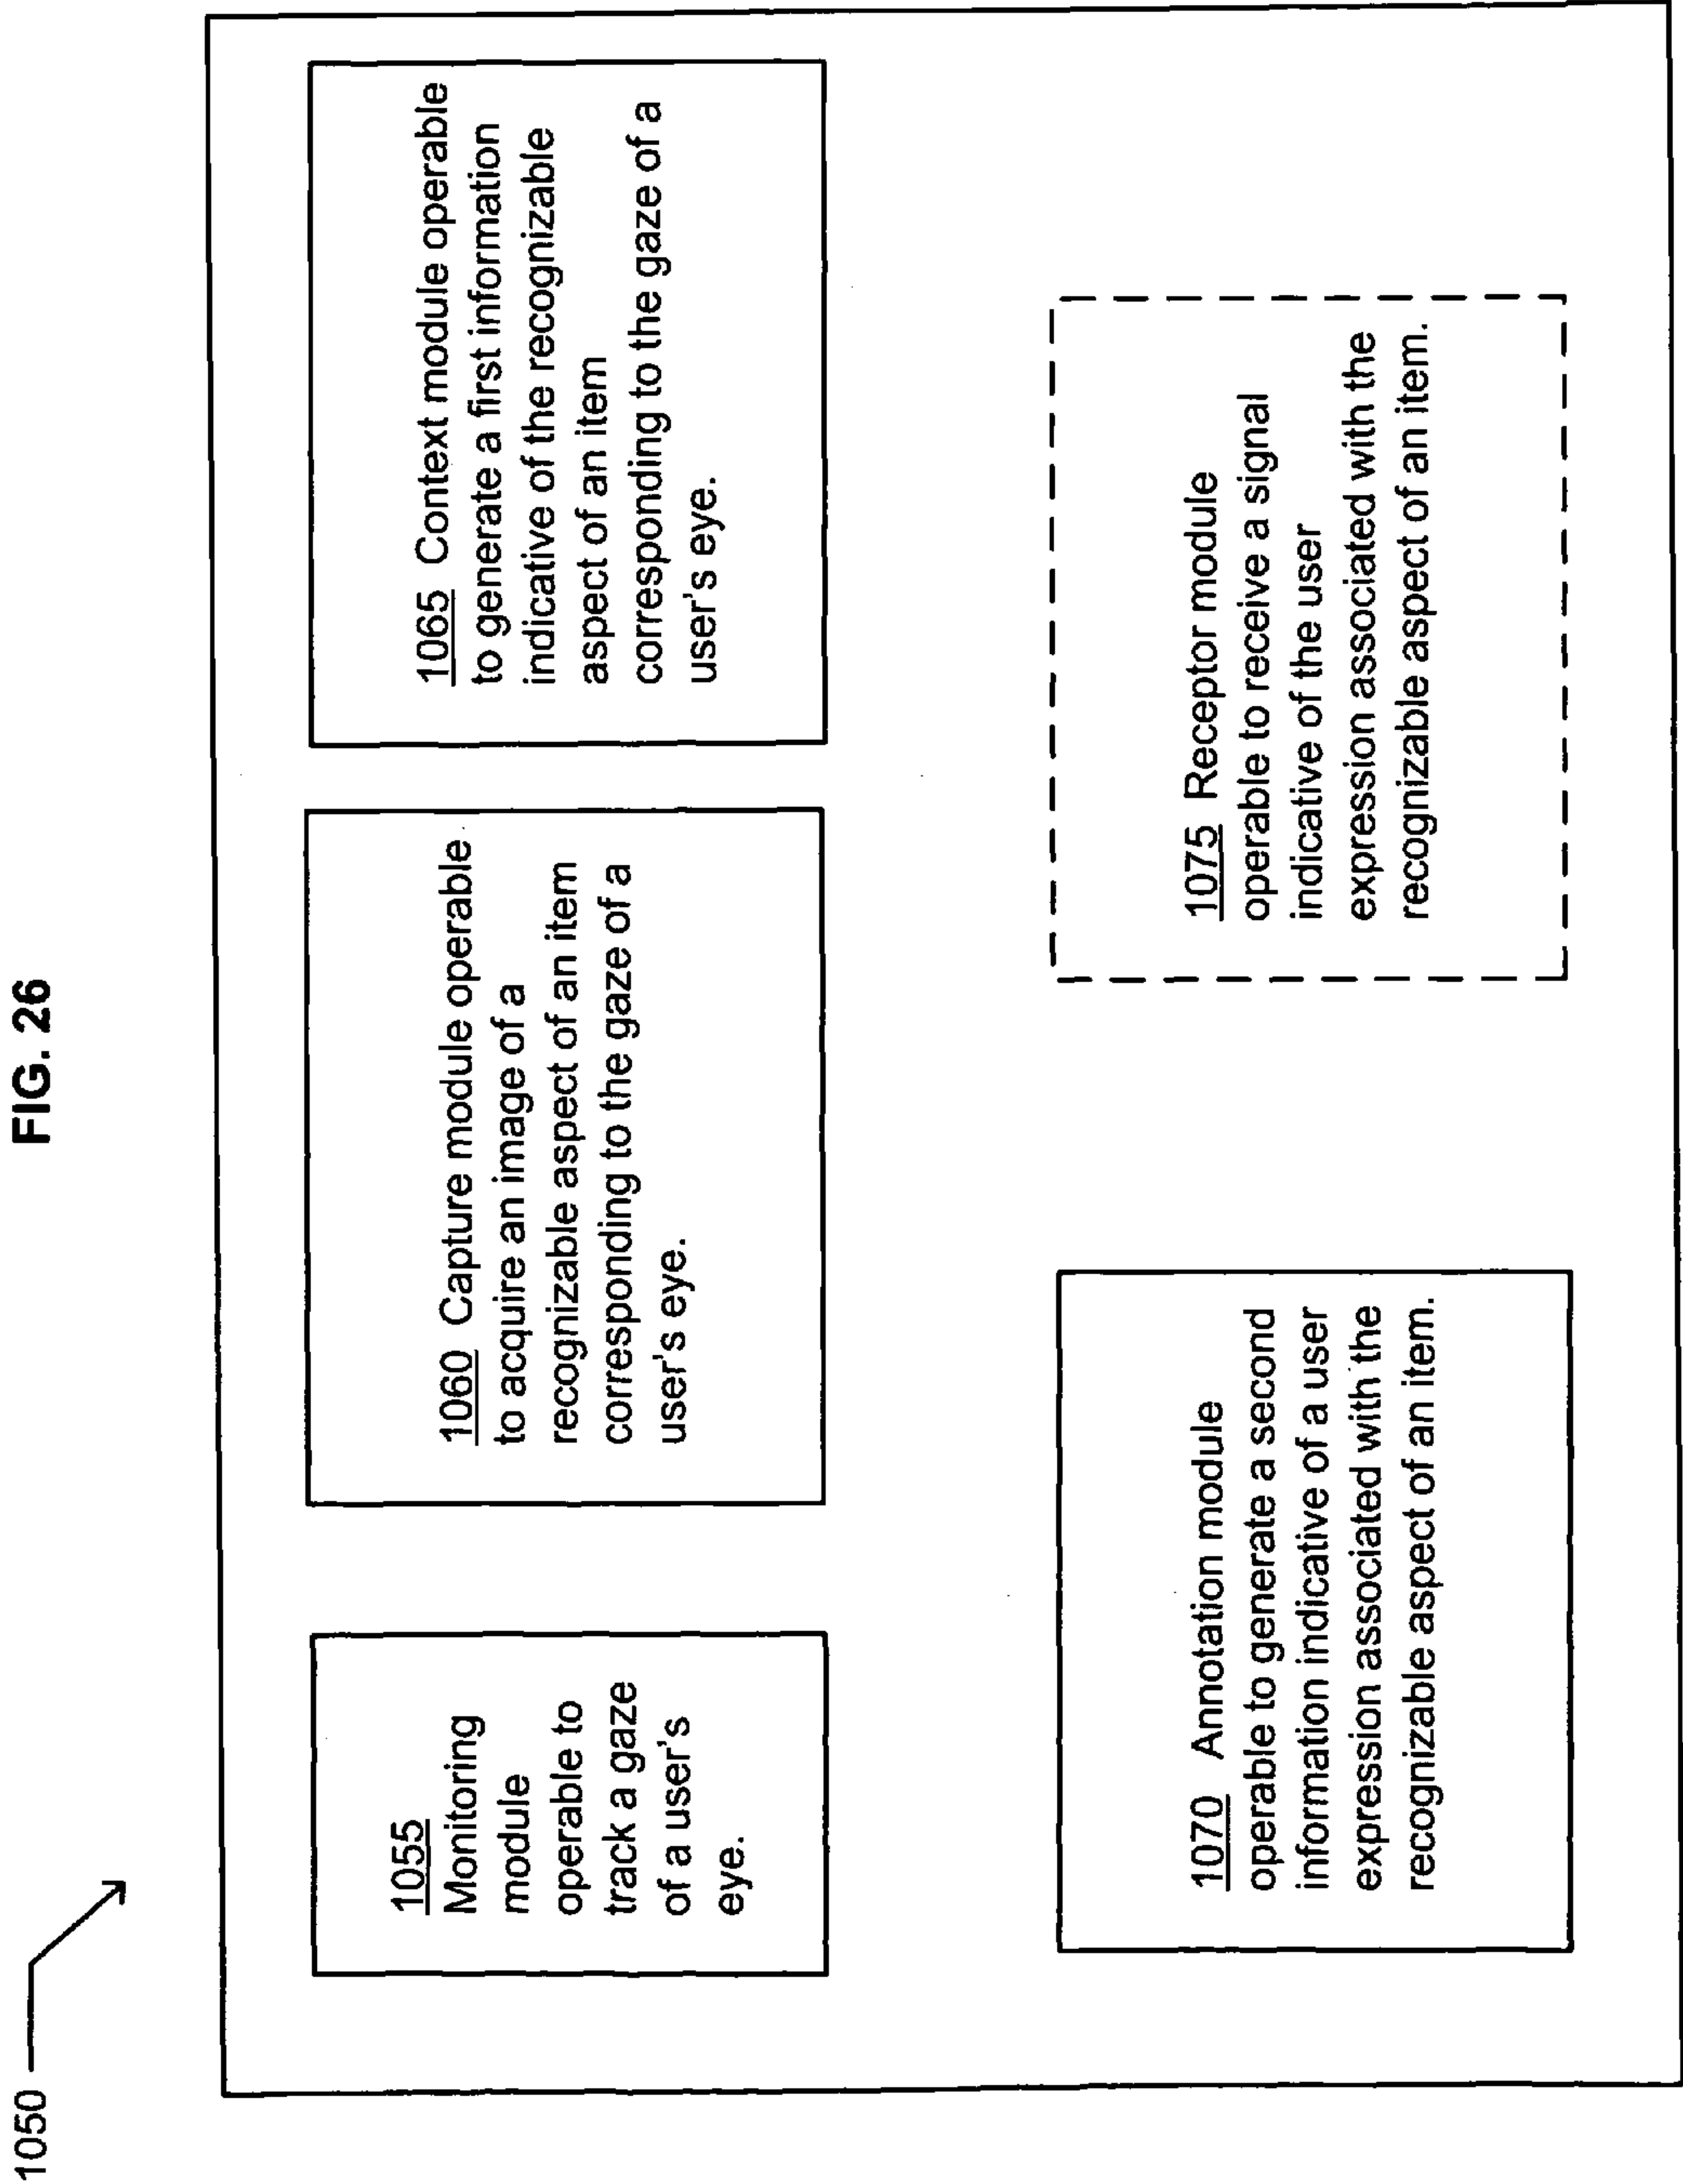 FIG. 26
1050
1055
Monitoring
module
operable to
track a gaze
of a user's
eye.
1060 Capture module operable
to acquire an image of a
recognizable aspect of an item
corresponding to the gaze of a
user's eye.
1065 Context module operable
to generate a first information
indicative of the recognizable
aspect of an item
corresponding to the gaze of a
user's eye.
1070 Annotation module
operable to generate a second
information indicative of a user
expression associated with the
recognizable aspect of an item.
1075 Receptor module
operable to receive a signal
indicative of the user
expression associated with the
recognizable aspect of an item.